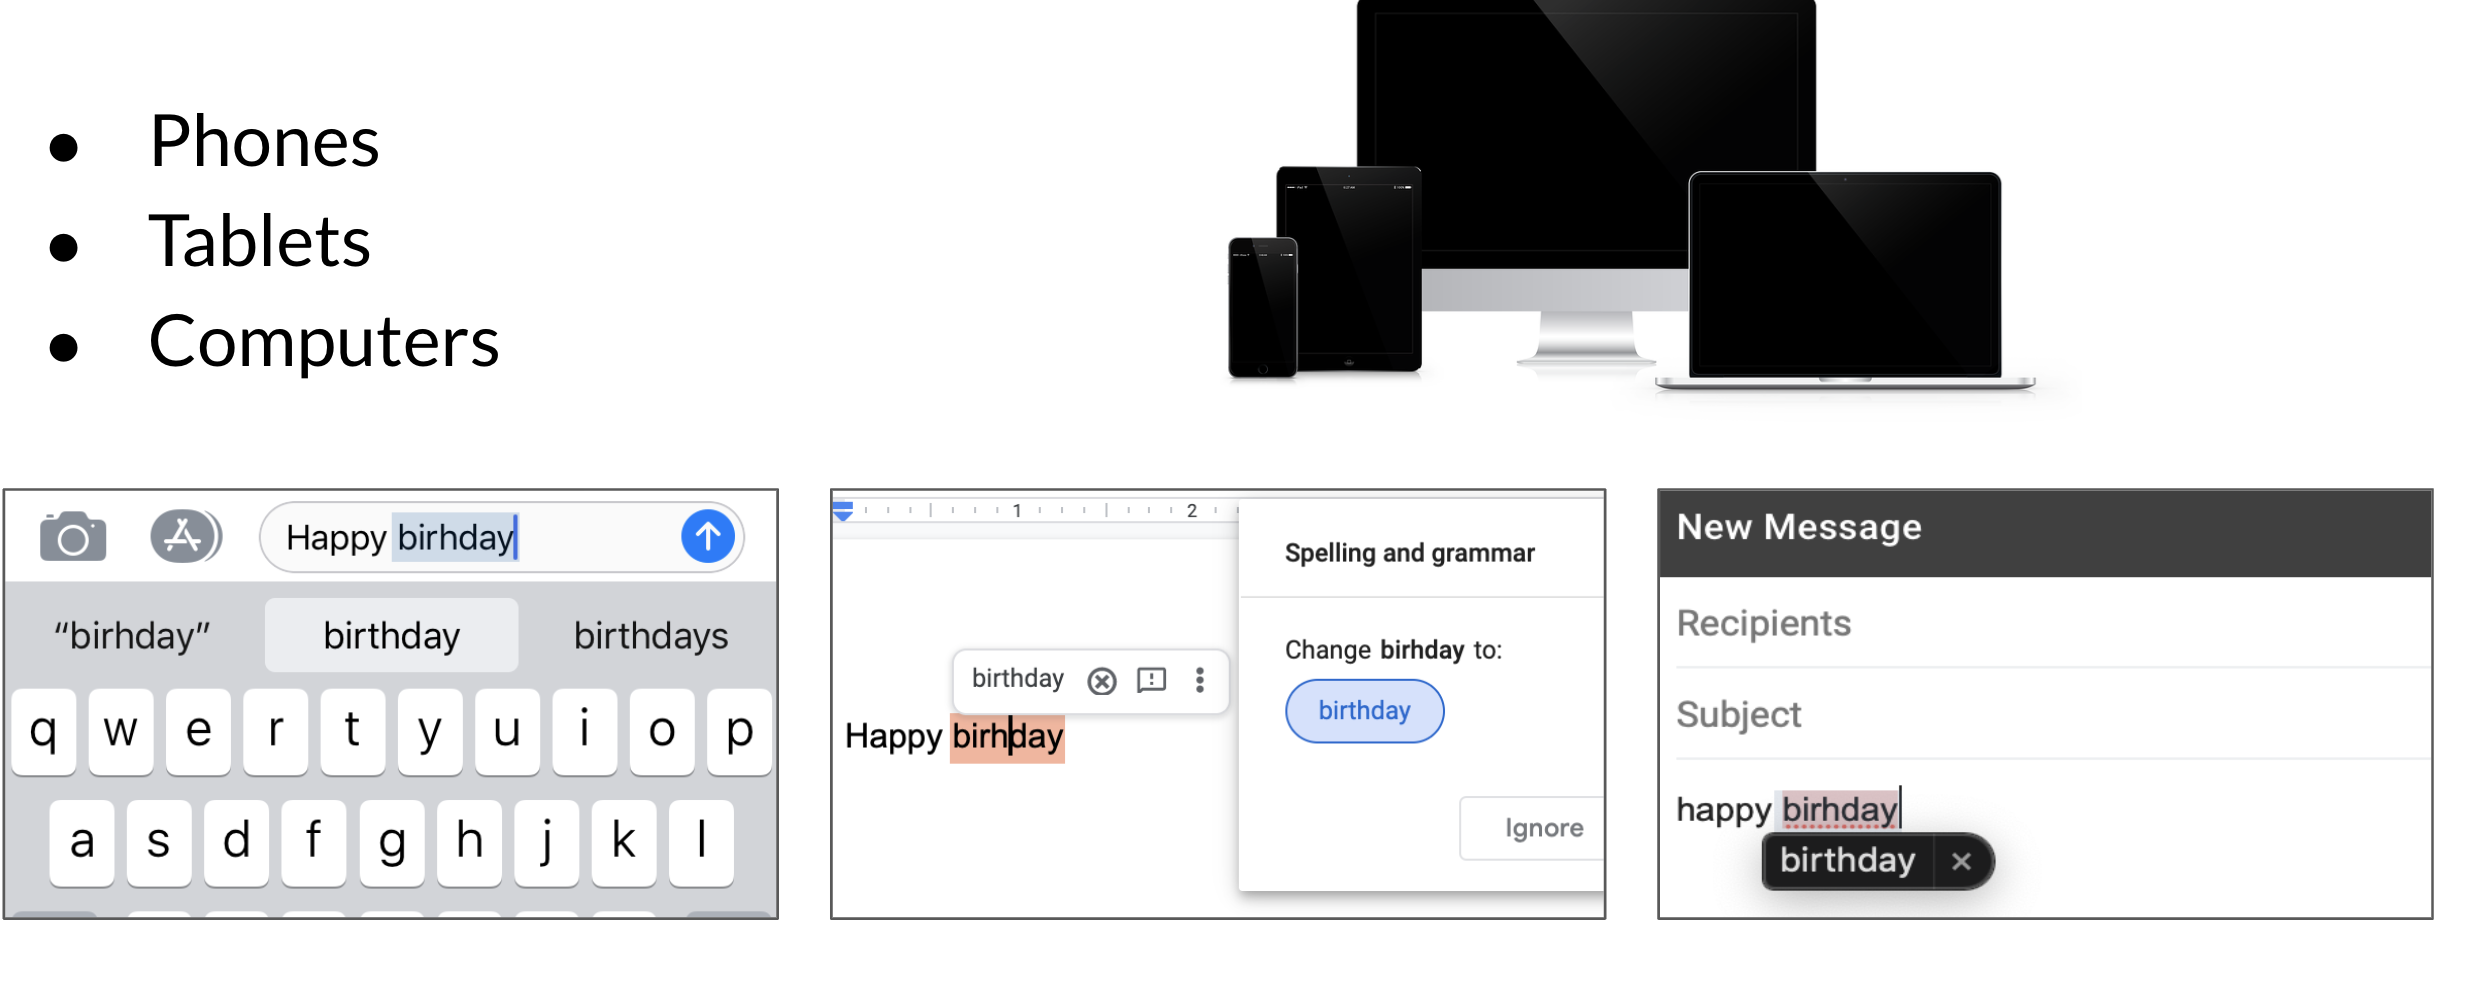 Phones
Tablets
Computers
Happy birhday
“birhday” birthday birthdays
q w e r t y u i o p
a s d f g h j k l
1 2
Spelling and grammar
Change birhday to:
birthday
birthday
Happy birhday
Ignore
New Message
Recipients
Subject
happy birhday
birthday ×